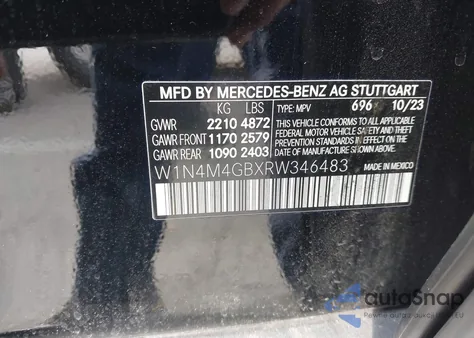 MFD BY MERCEDES-BENZ AG STUTTGART
KG LBS TYPE: MPV 696 10/23
GVWR 2210 4872
GAWR FRONT 1170 2579
GAWR REAR 1090 2403
THIS VEHICLE CONFORMS TO ALL APPLICABLE
FEDERAL MOTOR VEHICLE SAFETY AND THEFT
PREVENTION STANDARDS IN EFFECT ON THE
DATE OF MANUFACTURE SHOWN ABOVE.
W1N4M4GBXRW346483 MADE IN MEXICO
autoSnap